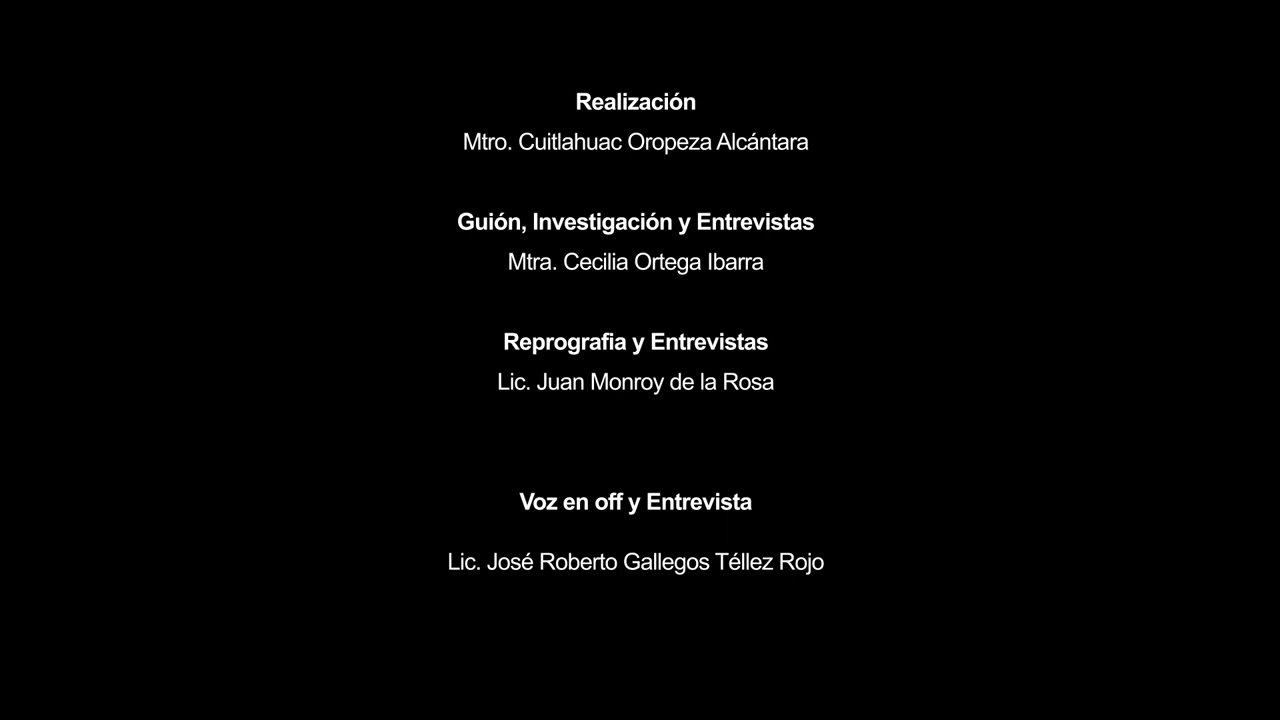 Realización
Mtro. Cuitlahuac Oropeza Alcántara
Guión, Investigación y Entrevistas
Mtra. Cecilia Ortega Ibarra
Reprografia y Entrevistas
Lic. Juan Monroy de la Rosa
Voz en off y Entrevista
Lic. José Roberto Gallegos Téllez Rojo